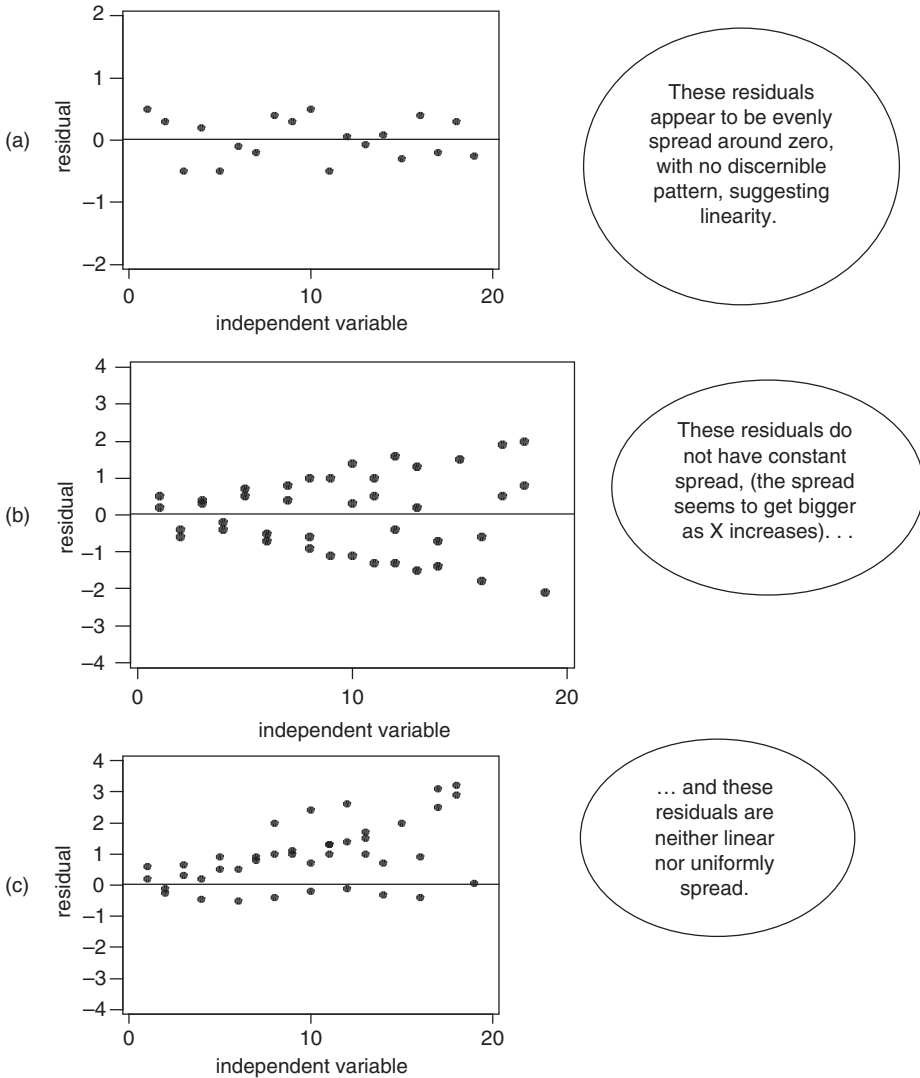 (a)
residual
2
1
0
–1
–2
0
10
20
independent variable
These residuals
appear to be evenly
spread around zero,
with no discernible
pattern, suggesting
linearity.
(b)
residual
4
3
2
1
0
–1
–2
–3
–4
0
10
20
independent variable
These residuals do
not have constant
spread, (the spread
seems to get bigger
as X increases). . .
(c)
residual
4
3
2
1
0
–1
–2
–3
–4
0
10
20
independent variable
... and these
residuals are
neither linear
nor uniformly
spread.